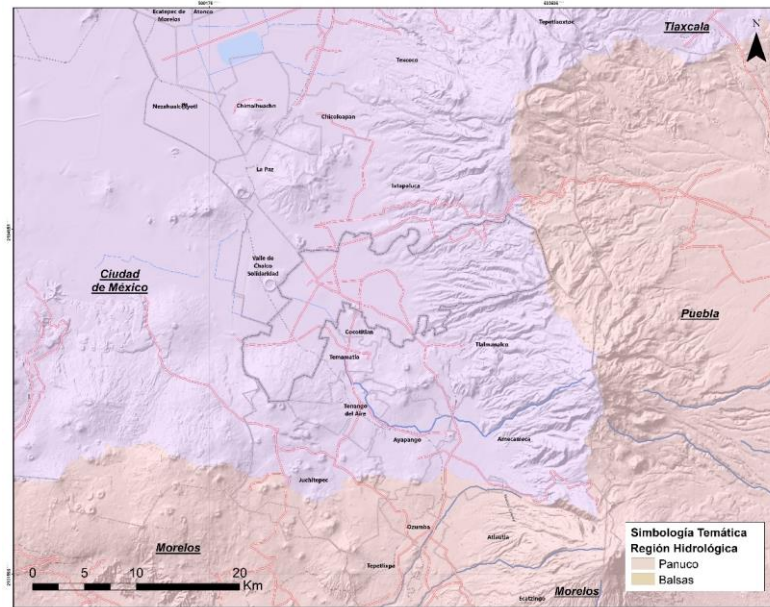 Ecatepec de
Morelos
Atenco
Tepetlaoxtoc
Tlaxcala
N
Texcoco
Nezahualcóyotl
Chimalhuacán
Chicoloapan
La Paz
Ixtapaluca
Ciudad
de México
Valle de
Chalco
Solidaridad
Puebla
Cocotitlán
Temamatla
Tlalmanalco
Tenango
del Aire
Ayapango
Amecameca
Juchitepec
Ozumba
Atlautla
Morelos
Tepetlixpa
Ecatzingo
Morelos
0 5 10 20
Km
Simbología Temática
Región Hidrológica
Panuco
Balsas